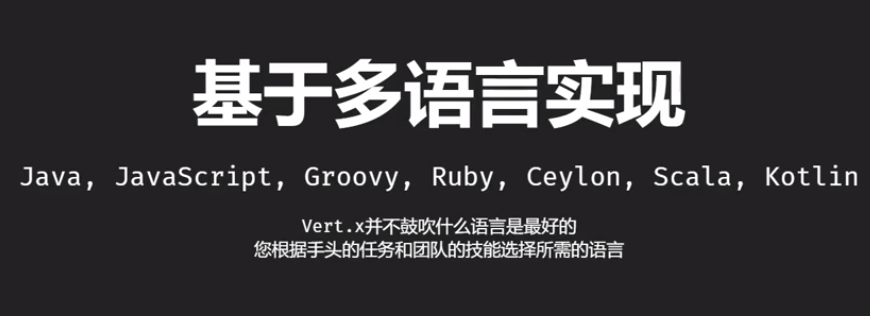 基于多语言实现
Java, JavaScript, Groovy, Ruby, Ceylon, Scala, Kotlin
Vert.x并不鼓吹什么语言是最好的
您根据手头的任务和团队的技能选择所需的语言